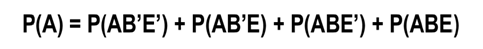 P(A) = P(AB’E’) + P(AB’E) + P(ABE’) + P(ABE)